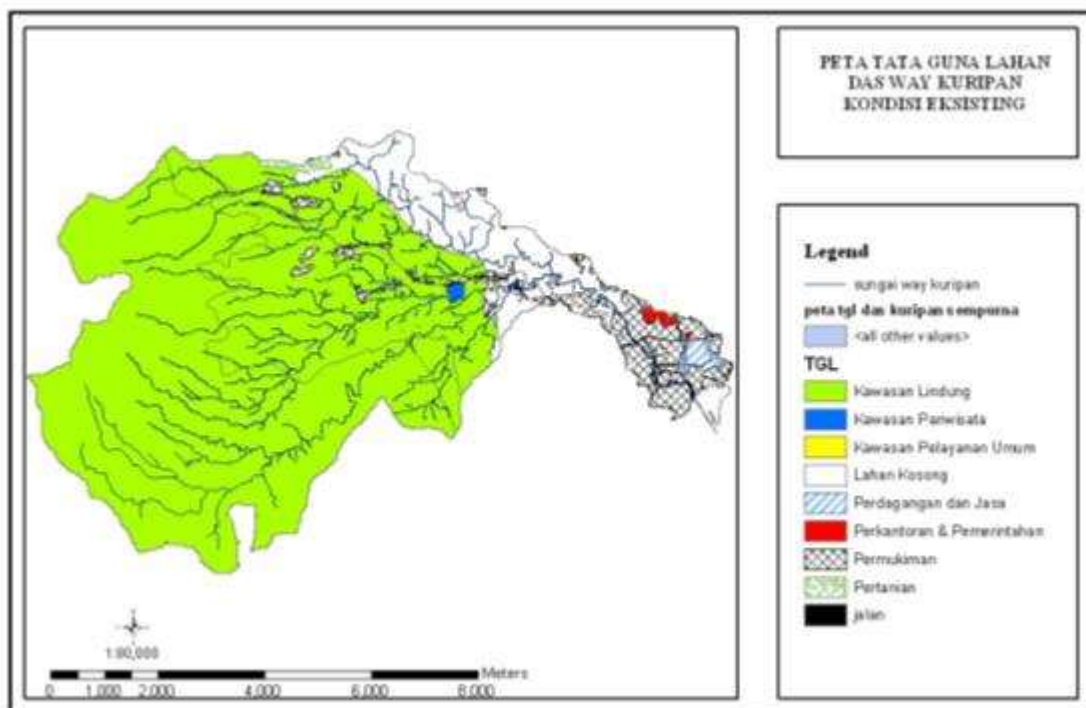 PETA TATA GUNA LAHAN
DAS WAY KURIPAN
KONDISI EKSISTING
Legend
sungai way kuripan
peta tgl dan kuripan sempurna
<all other values>
TGL
Kawasan Lindung
Kawasan Pariwisata
Kawasan Pelayanan Umum
Lahan Kosong
Perdagangan dan Jasa
Perkantoran & Pemerintahan
Permukiman
Pertanian
jalan
1:80,000
Meters
0 1,000 2,000 4,000 6,000 8,000